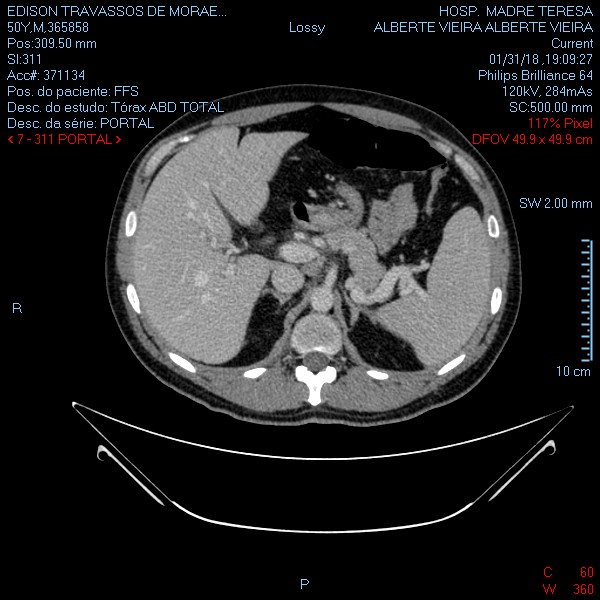 EDISON TRAVASSOS DE MORAE...
50Y,M,365858
Pos:309.50 mm
SI:311
Acc#: 371134
Pos. do paciente: FFS
Desc. do estudo: Tórax ABD TOTAL
Desc. da série: PORTAL
< 7 - 311 PORTAL >
Lossy
HOSP. MADRE TERESA
ALBERTE VIEIRA ALBERTE VIEIRA
Current
01/31/18 ,19:09:27
Philips Brilliance 64
120kV, 284mAs
SC:500.00 mm
117% Pixel
DFOV 49.9 x 49.9 cm
SW 2.00 mm
R
10 cm
P
C 60
W 360